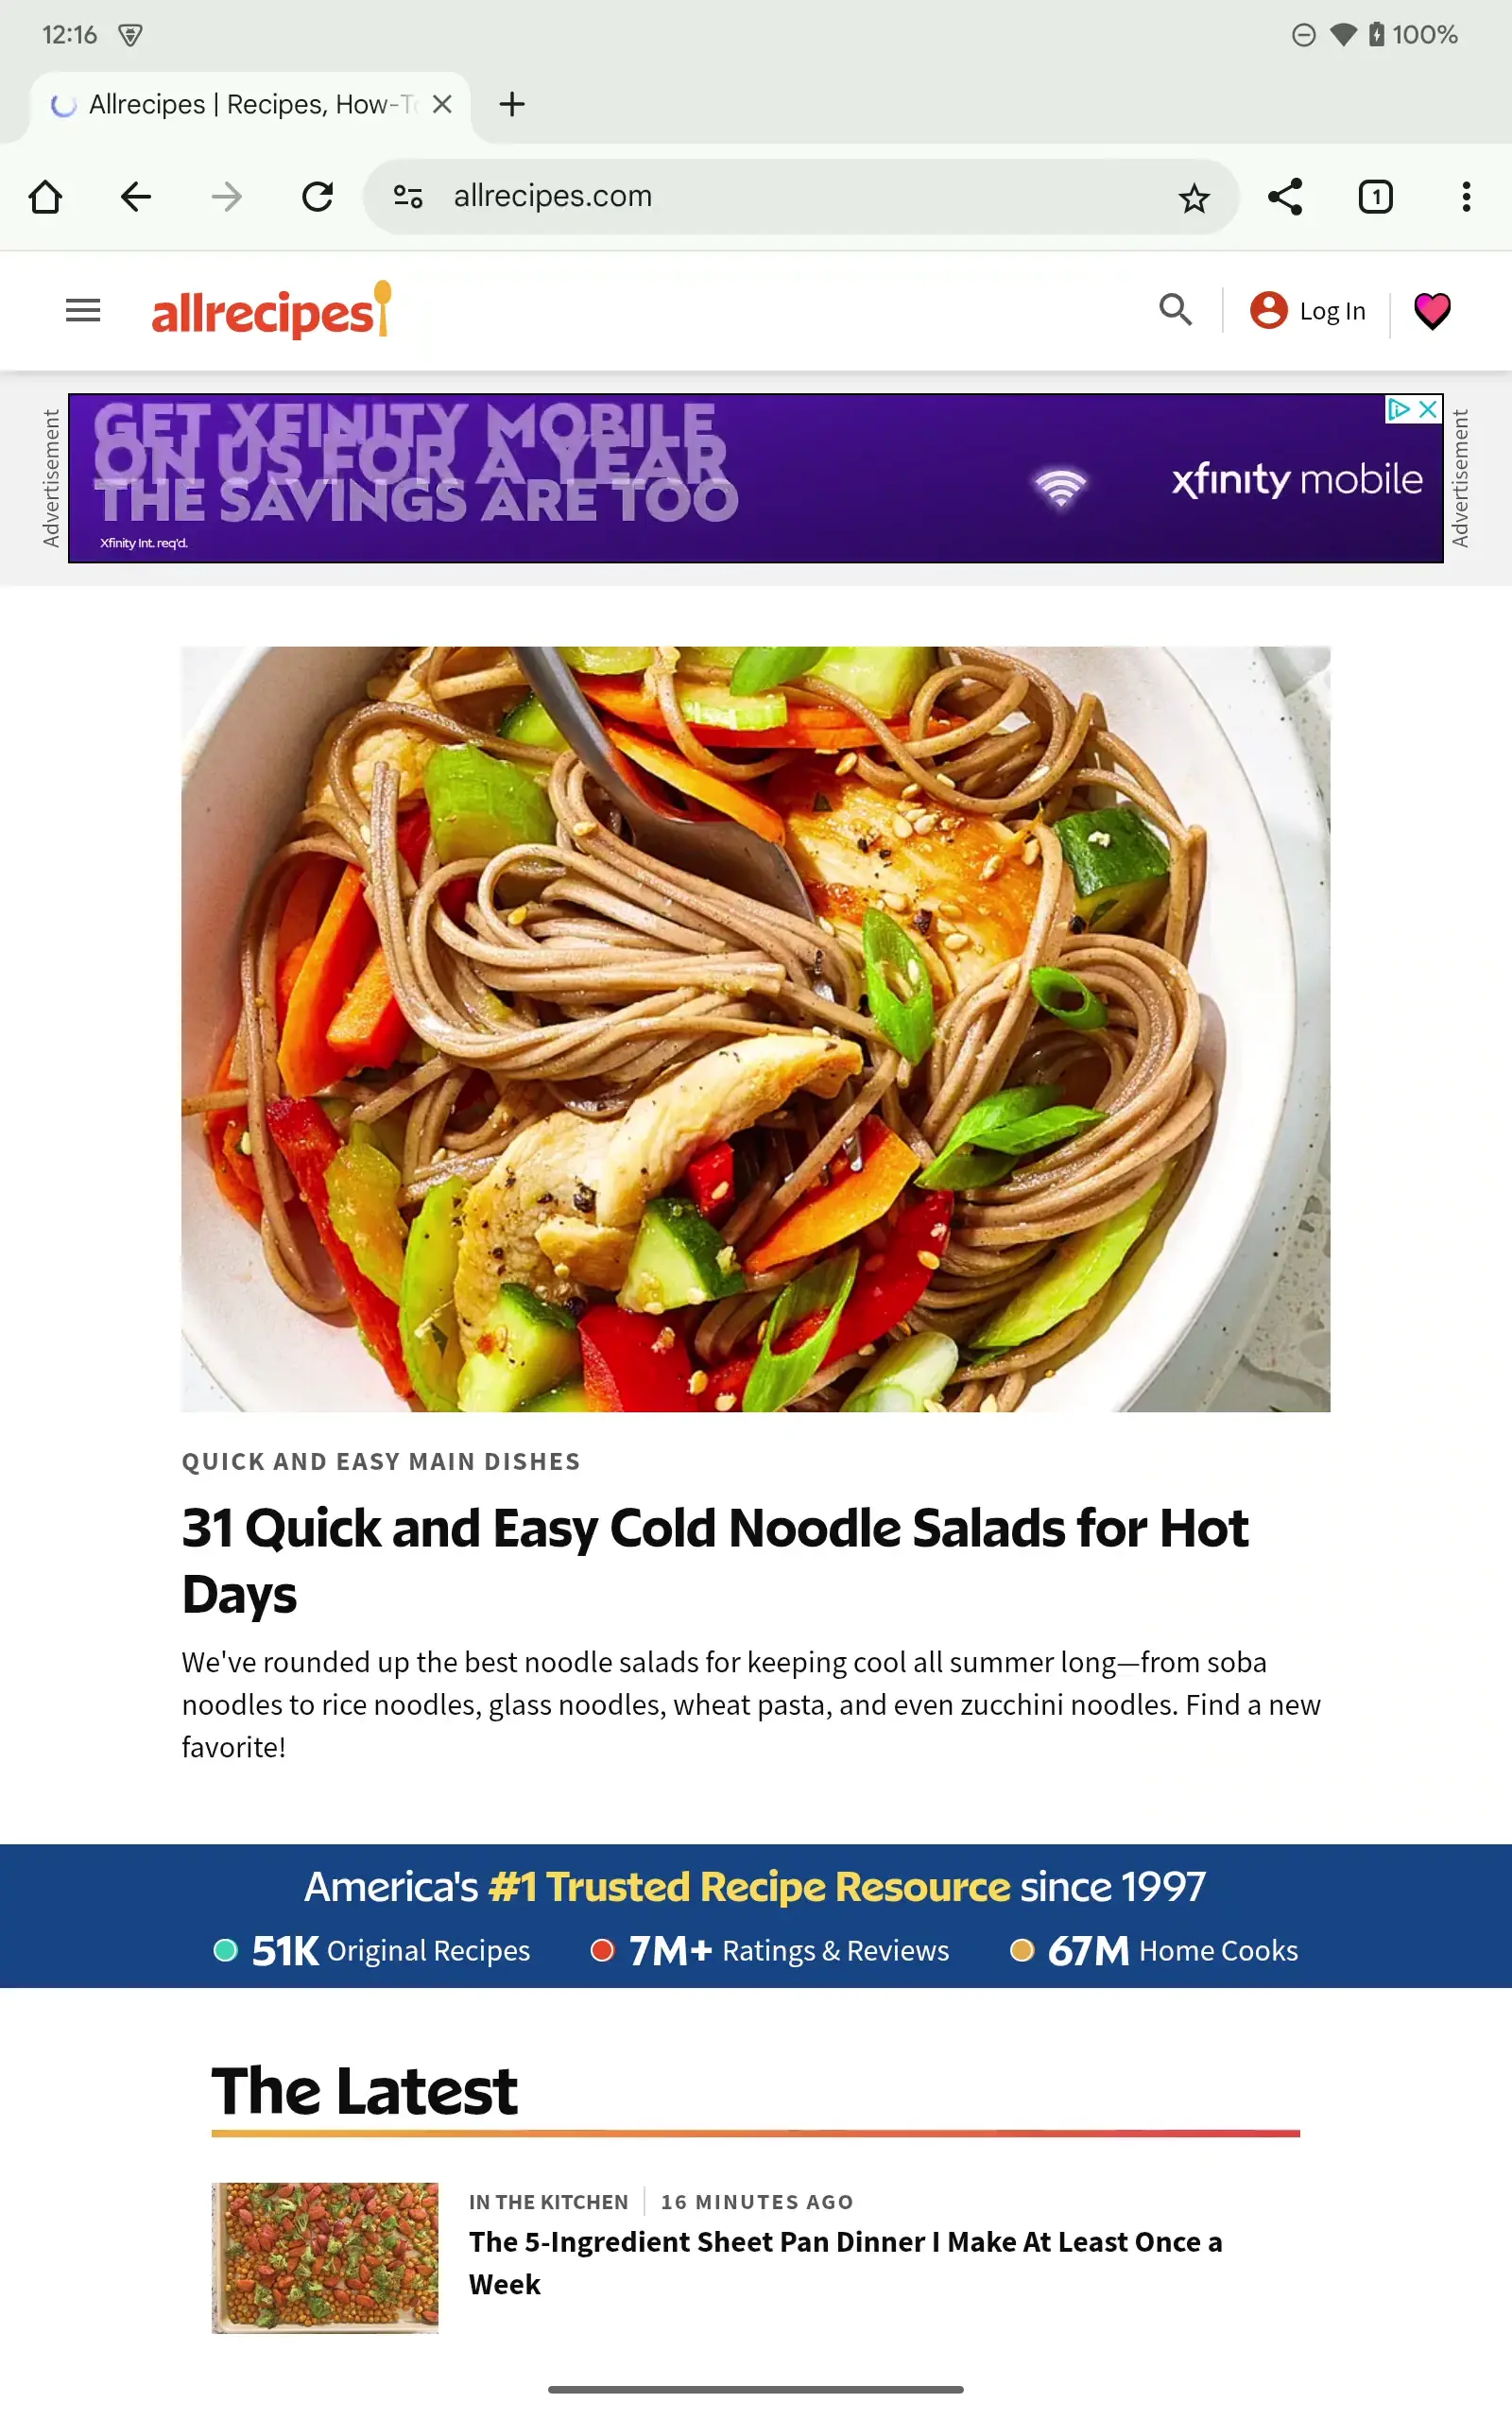 12:16
100%
Allrecipes | Recipes, How-T
1
allrecipes.com
allrecipes
Log In
Advertisement
GET XFINITY MOBILE
ON US FOR A YEAR
THE SAVINGS ARE TOO
Xfinity Int. req'd.
xfinity mobile
Advertisement
QUICK AND EASY MAIN DISHES
31 Quick and Easy Cold Noodle Salads for Hot
Days
We've rounded up the best noodle salads for keeping cool all summer long—from soba
noodles to rice noodles, glass noodles, wheat pasta, and even zucchini noodles. Find a new
favorite!
America's #1 Trusted Recipe Resource since 1997
51K Original Recipes 7M+ Ratings & Reviews 67M Home Cooks
The Latest
IN THE KITCHEN 16 MINUTES AGO
The 5-Ingredient Sheet Pan Dinner I Make At Least Once a
Week